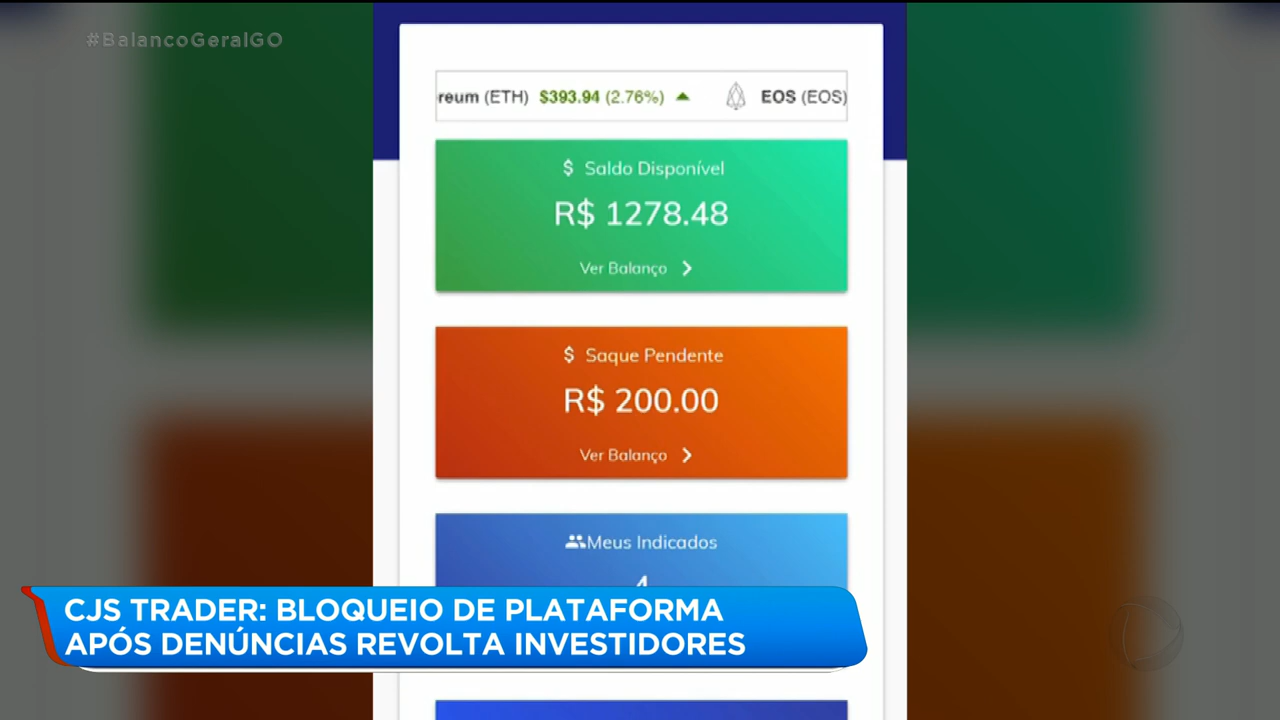 #BalancoGeralGO
reum (ETH) $393.94 (2.76%) EOS (EOS)
$ Saldo Disponível
R$ 1278.48
Ver Balanço
$ Saque Pendente
R$ 200.00
Ver Balanço
Meus Indicados
CJS TRADER: BLOQUEIO DE PLATAFORMA
APÓS DENÚNCIAS REVOLTA INVESTIDORES